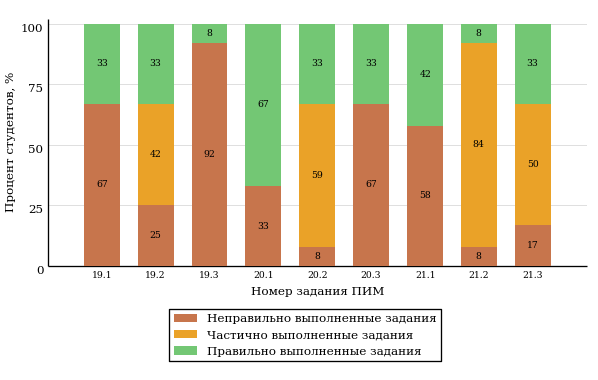 Процент студентов, %
100
75
50
25
0
33 33 8 67 33 33 42 8 33
67 42 92 33 59 67 58 84 50
25 8 8 17
19.1 19.2 19.3 20.1 20.2 20.3 21.1 21.2 21.3
Номер задания ПИМ
Неправильно выполненные задания
Частично выполненные задания
Правильно выполненные задания